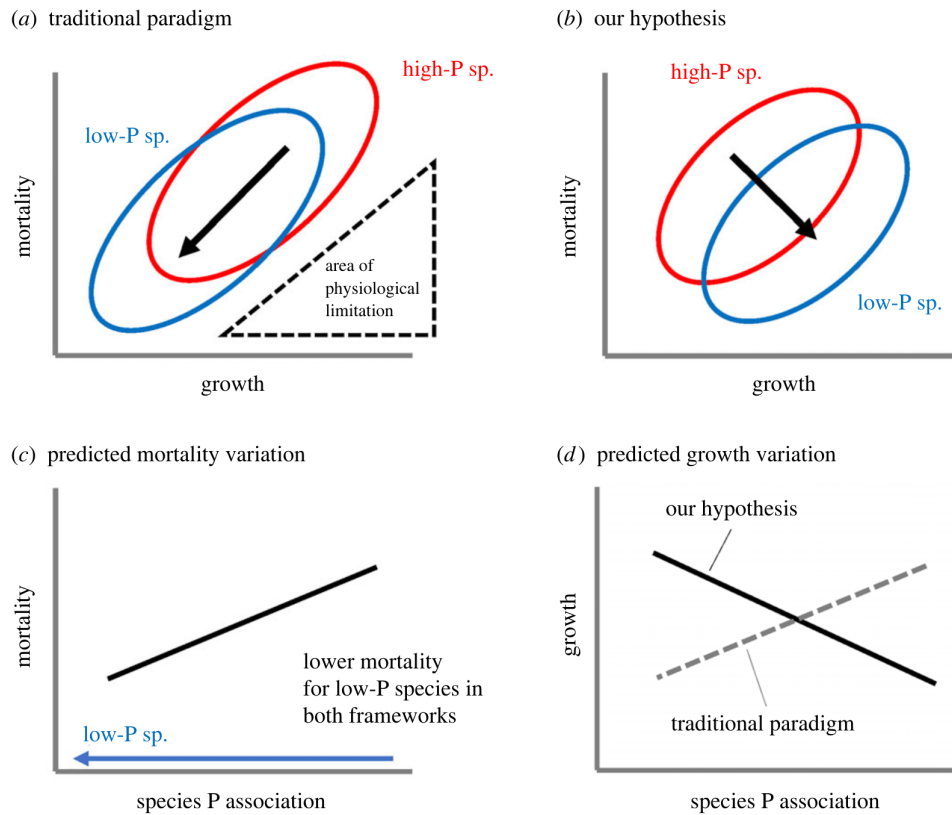 (a) traditional paradigm
high-P sp.
low-P sp.
mortality
area of
physiological
limitation
growth
(b) our hypothesis
high-P sp.
mortality
low-P sp.
growth
(c) predicted mortality variation
mortality
lower mortality
for low-P species in
both frameworks
low-P sp.
species P association
(d) predicted growth variation
our hypothesis
growth
traditional paradigm
species P association